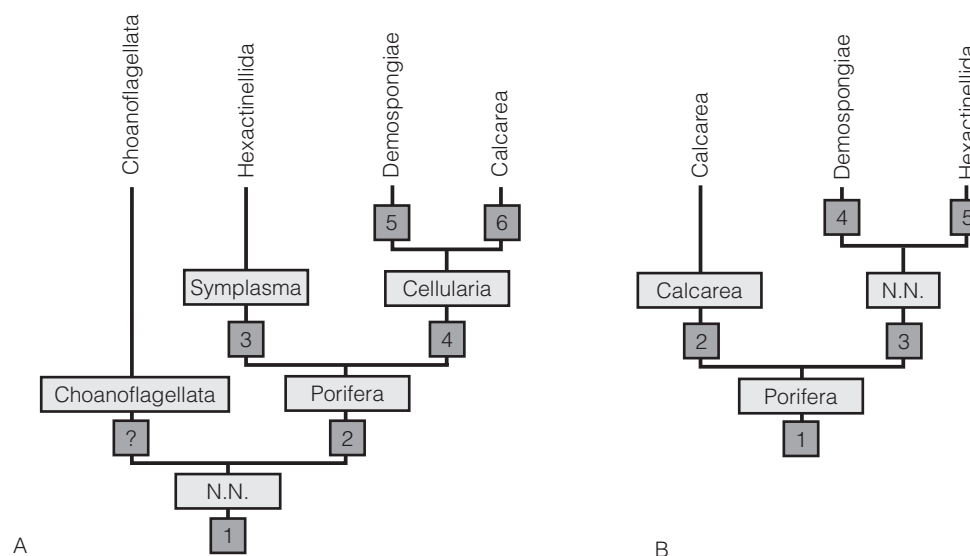 Choanoflagellata
Hexactinellida
Demospongiae
Calcarea
5
6
Symplasma
Cellularia
3
4
Choanoflagellata
Porifera
?
2
N.N.
1
A
Calcarea
Demospongiae
Hexactinellida
4
5
Calcarea
N.N.
2
3
Porifera
1
B